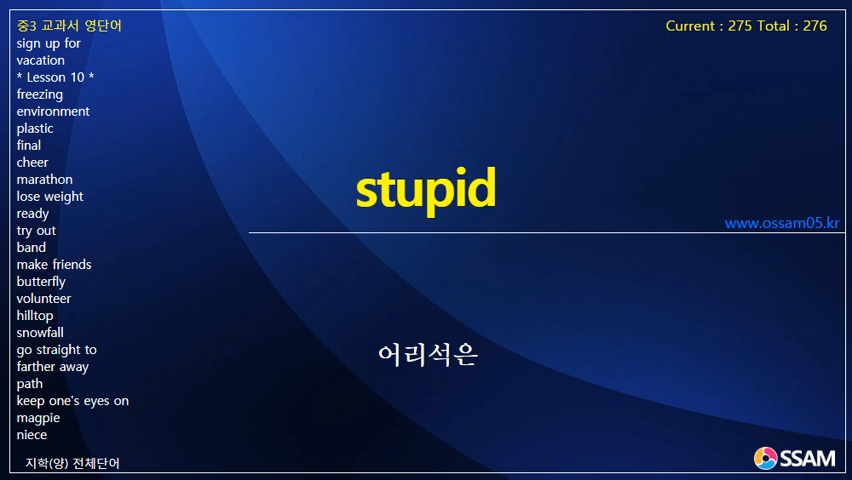 중3 교과서 영단어
sign up for
vacation
* Lesson 10 *
freezing
environment
plastic
final
cheer
marathon
lose weight
ready
try out
band
make friends
butterfly
volunteer
hilltop
snowfall
go straight to
farther away
path
keep one's eyes on
magpie
niece
지학(양) 전체단어
Current : 275 Total : 276
stupid
www.ossam05.kr
어리석은
OSSAM